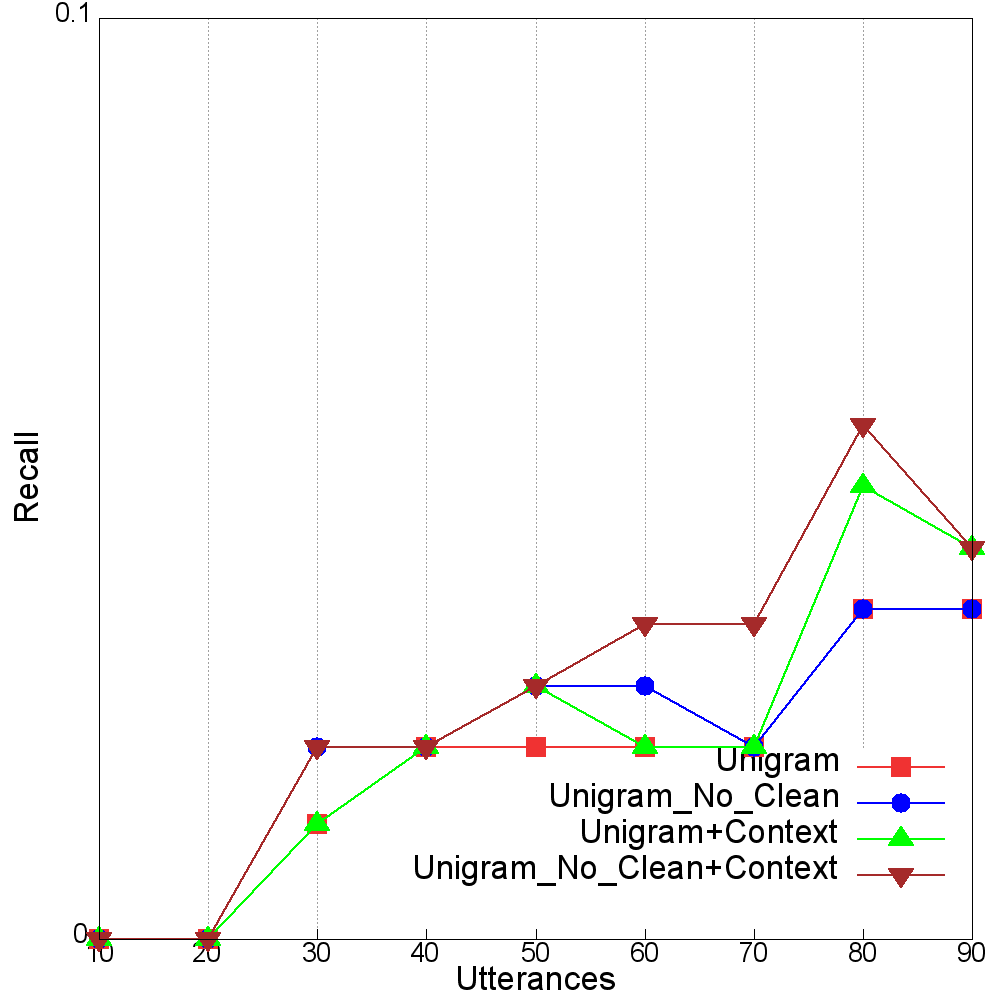 0.1
Recall
Unigram
Unigram_No_Clean
Unigram+Context
Unigram_No_Clean+Context
0
10 20 30 40 50 60 70 80 90
Utterances